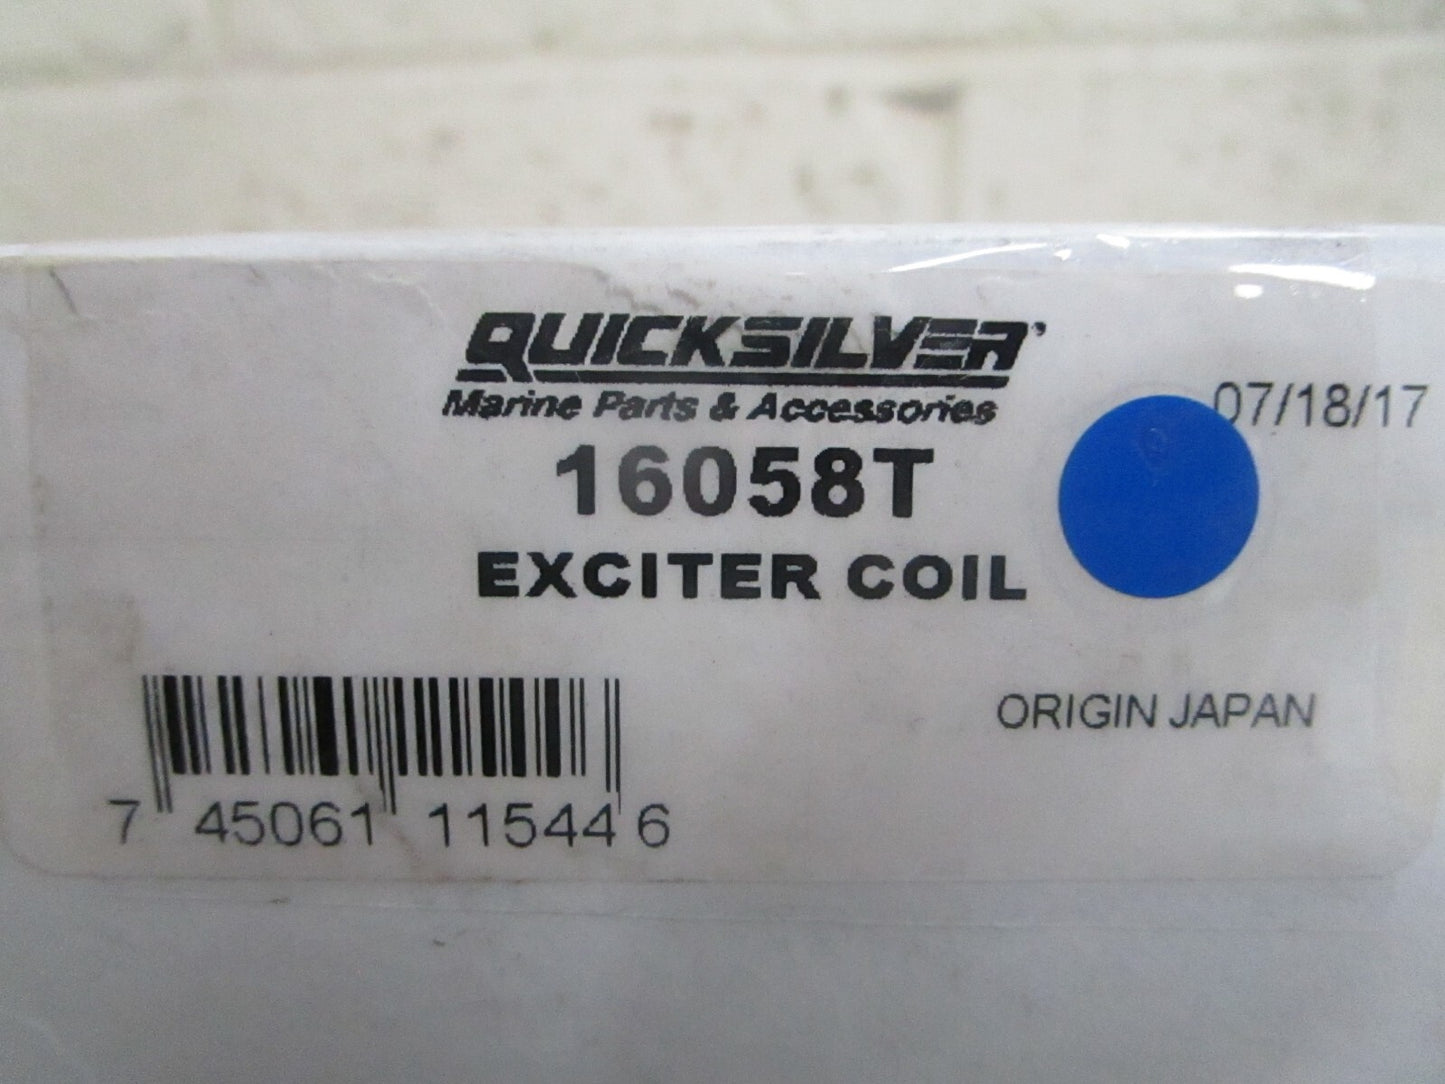 QUICKSILVER
Marine Parts & Accessories
07/18/17
16058T
EXCITER COIL
ORIGIN JAPAN
7 45061 11544 6